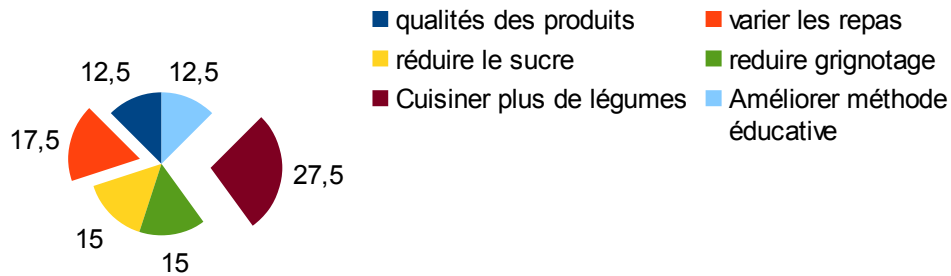 qualités des produits
varier les repas
réduire le sucre
reduire grignotage
Cuisiner plus de légumes
Améliorer méthode
éducative
12,5
12,5
17,5
27,5
15
15